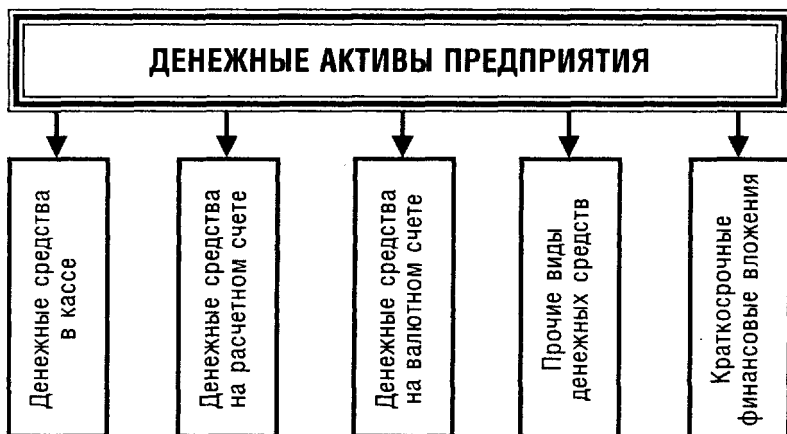 ДЕНЕЖНЫЕ АКТИВЫ ПРЕДПРИЯТИЯ
Денежные средства
в кассе
Денежные средства
на расчетном счете
Денежные средства
на валютном счете
Прочие виды
денежных средств
Краткосрочные
финансовые вложения